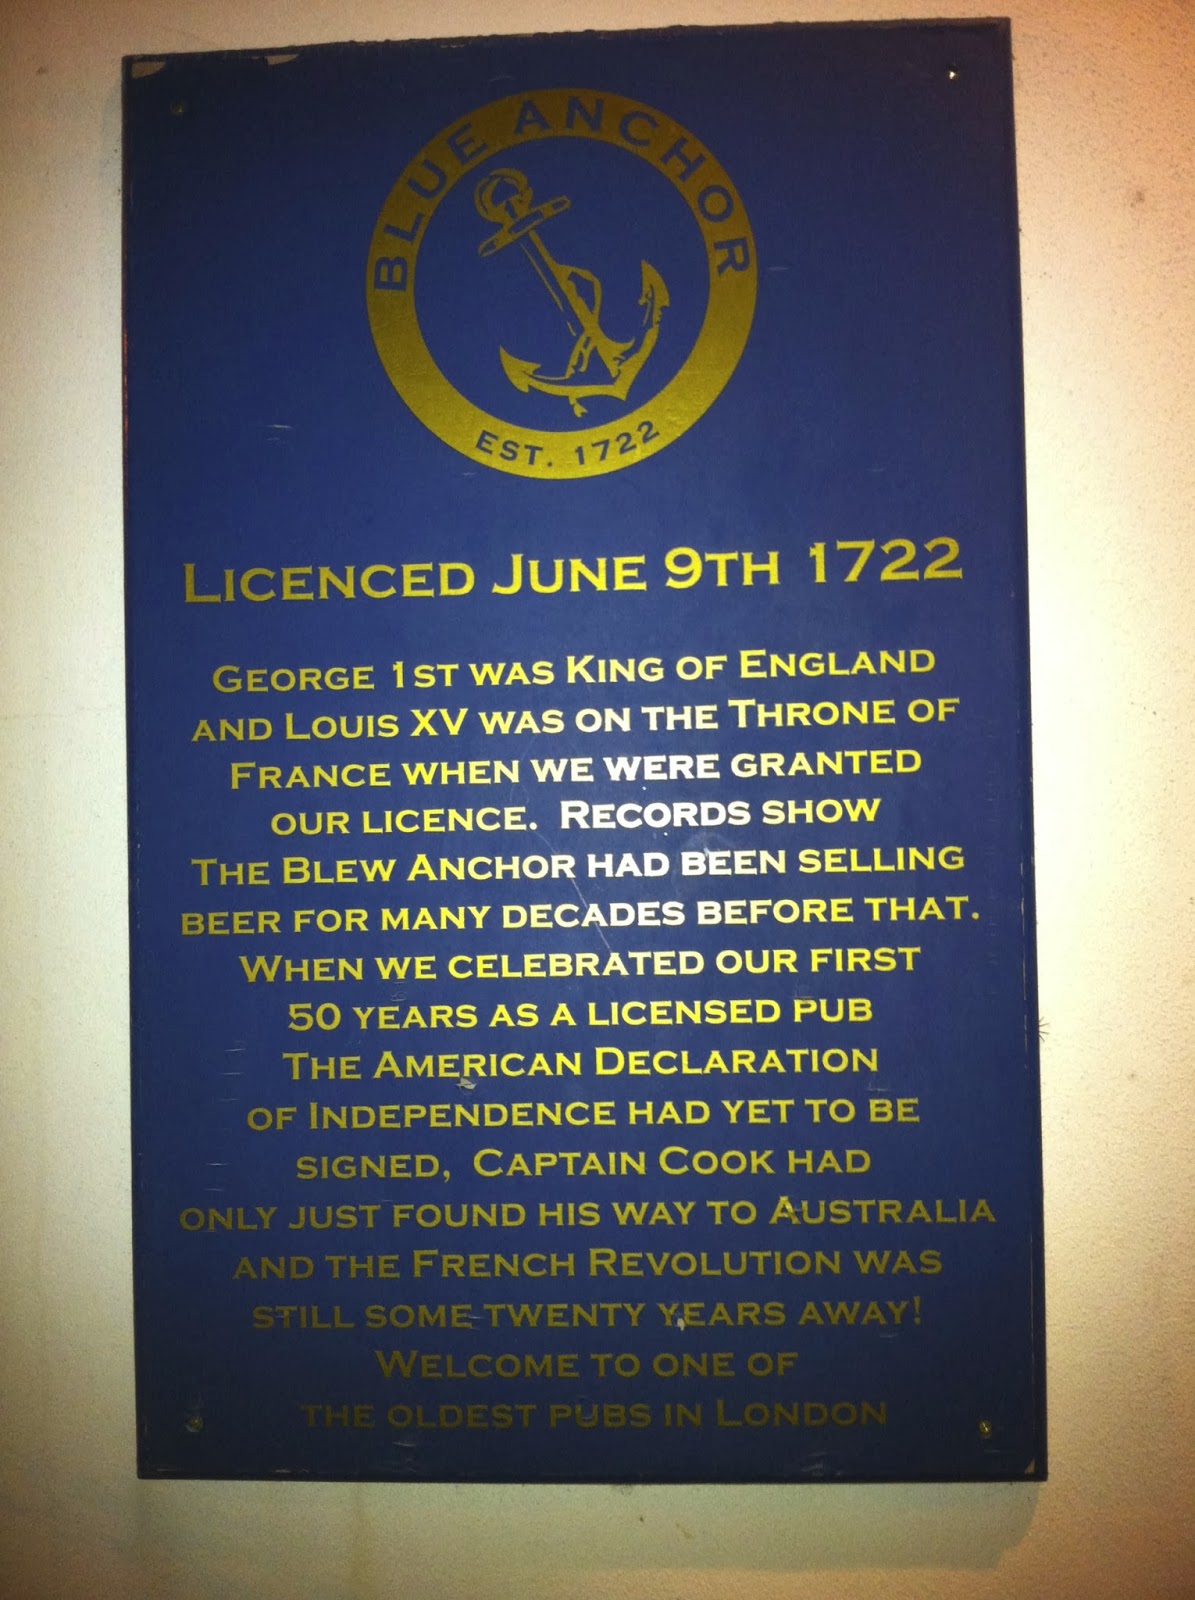 BLUE ANCHOR
EST. 1722
LICENCED JUNE 9TH 1722
GEORGE 1ST WAS KING OF ENGLAND
AND LOUIS XV WAS ON THE THRONE OF
FRANCE WHEN WE WERE GRANTED
OUR LICENCE. RECORDS SHOW
THE BLEW ANCHOR HAD BEEN SELLING
BEER FOR MANY DECADES BEFORE THAT.
WHEN WE CELEBRATED OUR FIRST
50 YEARS AS A LICENSED PUB
THE AMERICAN DECLARATION
OF INDEPENDENCE HAD YET TO BE
SIGNED, CAPTAIN COOK HAD
ONLY JUST FOUND HIS WAY TO AUSTRALIA
AND THE FRENCH REVOLUTION WAS
STILL SOME TWENTY YEARS AWAY!
WELCOME TO ONE OF
THE OLDEST PUBS IN LONDON